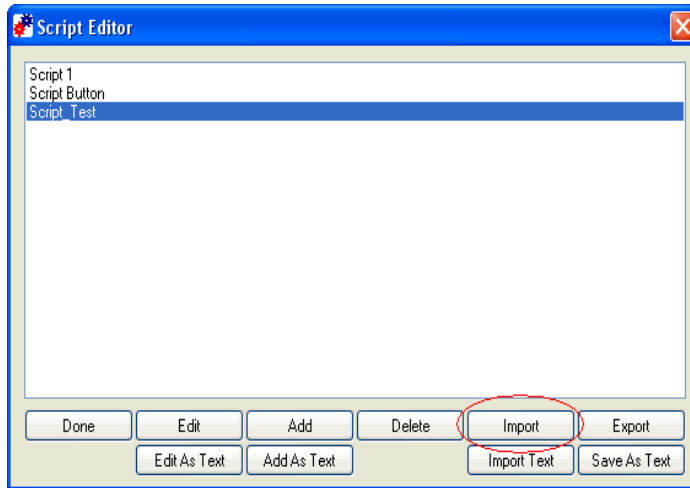 Script Editor
Script 1
Script Button
Script_Test
Done Edit Add Delete Import Export
Edit As Text Add As Text Import Text Save As Text